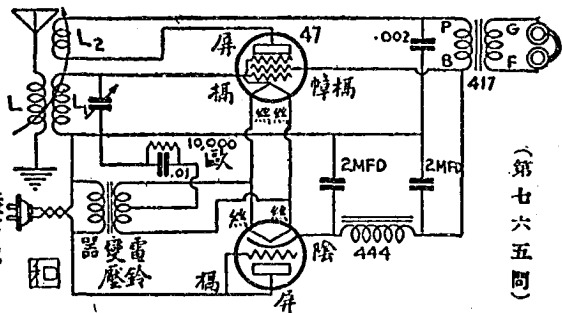 屏 47
.002
P G
B F
417
L₂
L L₁
柵 幛柵
絲絲
10,000
歐
.01
2MFD 2MFD
電鈴
變壓
器
絲 絲
陰
444
柵
屏
(第七六五問)